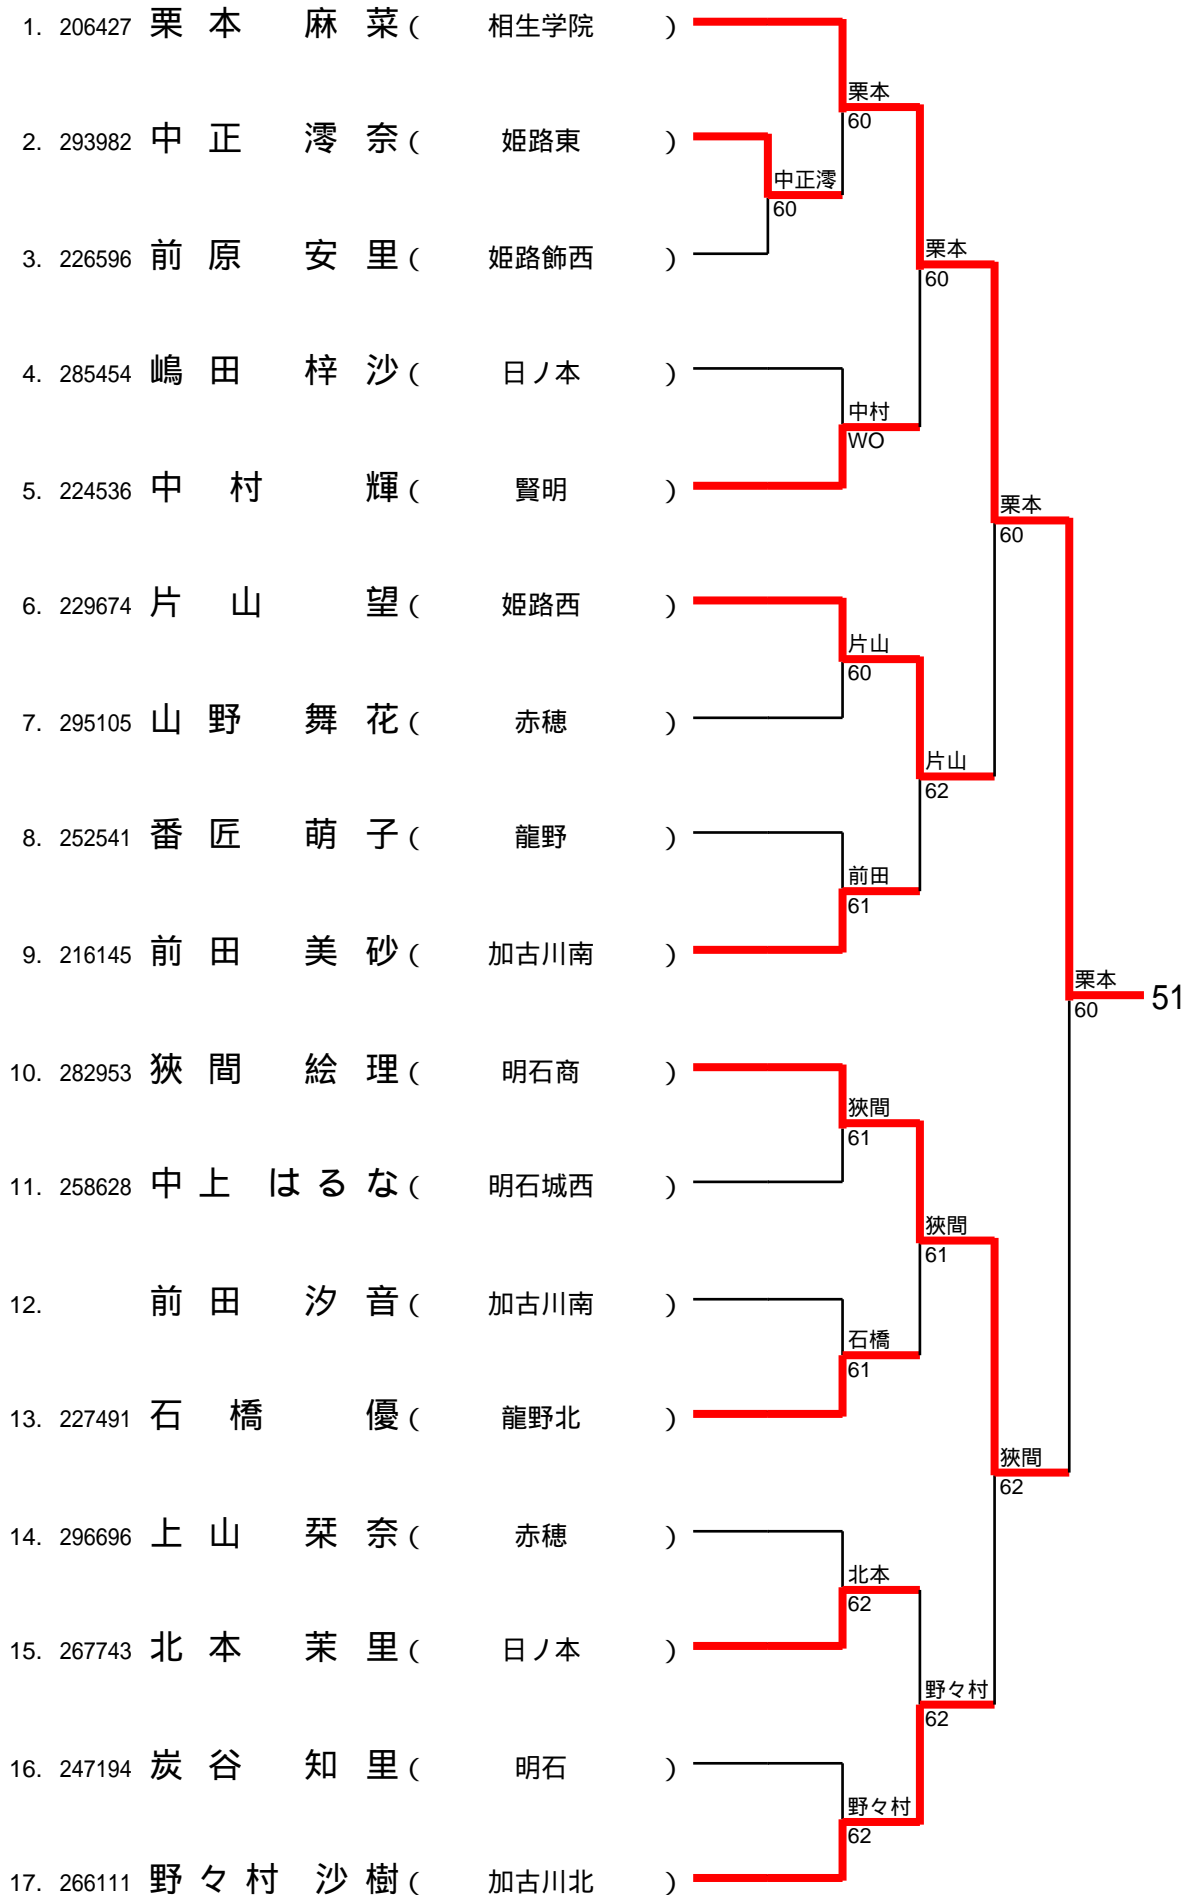 1. 206427 栗本 麻菜 ( 相生学院 )
栗本
60
2. 293982 中正 澪奈 ( 姫路東 )
中正澪
60
3. 226596 前原 安里 ( 姫路飾西 )
栗本
60
4. 285454 嶋田 梓沙 ( 日ノ本 )
中村
WO
5. 224536 中村 輝 ( 賢明 )
栗本
60
6. 229674 片山 望 ( 姫路西 )
片山
60
7. 295105 山野 舞花 ( 赤穂 )
片山
62
8. 252541 番匠 萌子 ( 龍野 )
前田
61
9. 216145 前田 美砂 ( 加古川南 )
栗本
60
51
10. 282953 狹間 絵理 ( 明石商 )
狹間
61
11. 258628 中上 はるな ( 明石城西 )
狹間
61
12. 前田 汐音 ( 加古川南 )
石橋
61
13. 227491 石橋 優 ( 龍野北 )
狹間
62
14. 296696 上山 栞奈 ( 赤穂 )
北本
62
15. 267743 北本 茉里 ( 日ノ本 )
野々村
62
16. 247194 炭谷 知里 ( 明石 )
野々村
62
17. 266111 野々村 沙樹 ( 加古川北 )